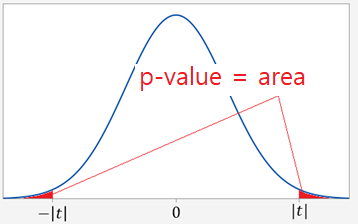 p-value = area
−|t| 0 |t|